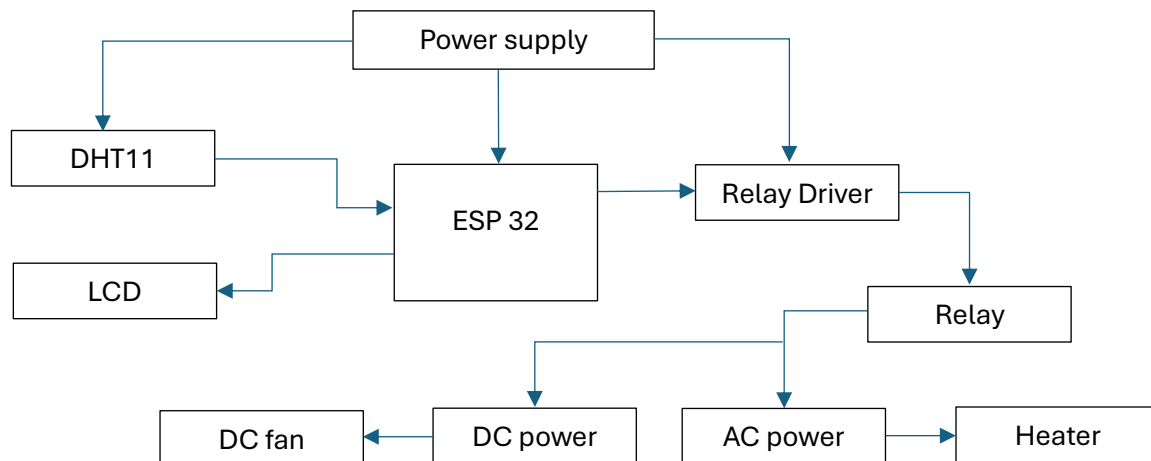 Power supply
DHT11
ESP 32
Relay Driver
LCD
Relay
DC fan
DC power
AC power
Heater